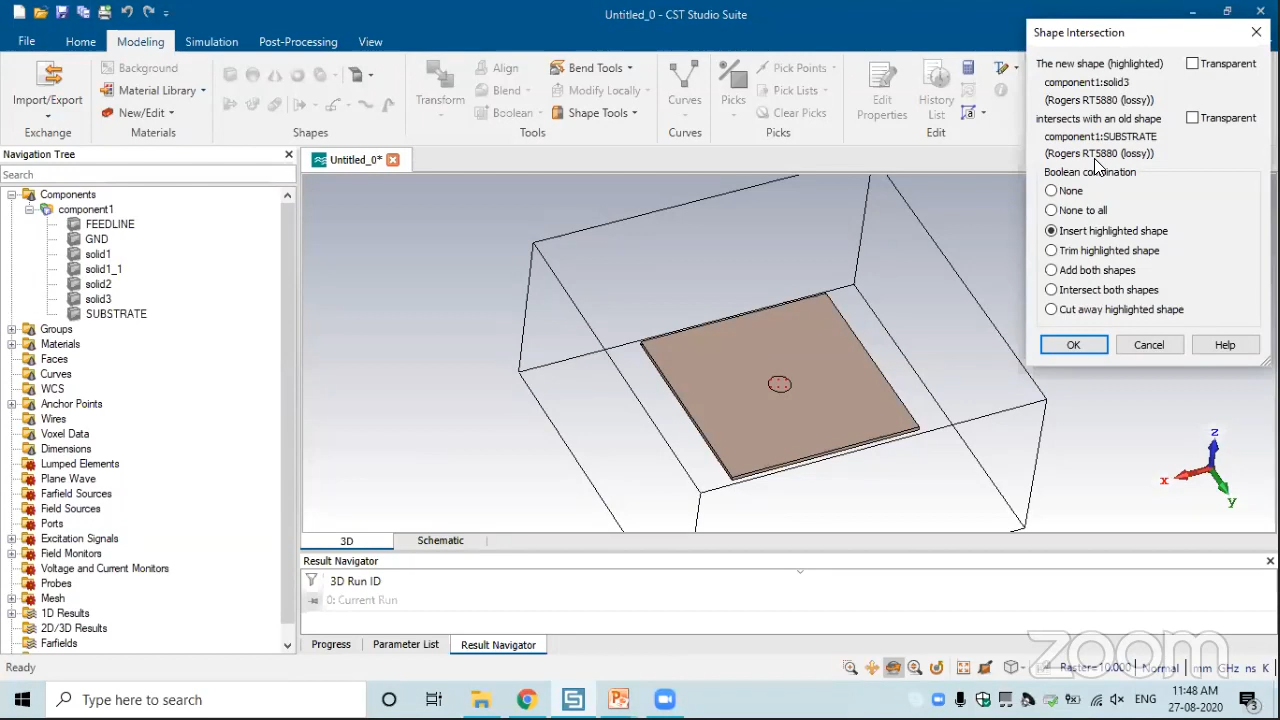 Untitled_0 - CST Studio Suite
File
Home
Modeling
Simulation
Post-Processing
View
Import/Export
Exchange
Background
Material Library
New/Edit
Materials
Shapes
Transform
Align
Blend
Boolean
Bend Tools
Modify Locally
Shape Tools
Tools
Curves
Curves
Picks
Pick Points
Pick Lists
Clear Picks
Picks
Edit
Properties
History
List
Edit
Navigation Tree
Search
Components
component1
FEEDLINE
GND
solid1
solid1_1
solid2
solid3
SUBSTRATE
Groups
Materials
Faces
Curves
WCS
Anchor Points
Wires
Voxel Data
Dimensions
Lumped Elements
Plane Wave
Farfield Sources
Field Sources
Ports
Excitation Signals
Field Monitors
Voltage and Current Monitors
Probes
Mesh
1D Results
2D/3D Results
Farfields
Untitled_0*
x
y
z
3D
Schematic
Result Navigator
3D Run ID
0: Current Run
Progress
Parameter List
Result Navigator
Shape Intersection
The new shape (highlighted)
Transparent
component1:solid3
(Rogers RT5880 (lossy))
intersects with an old shape
Transparent
component1:SUBSTRATE
(Rogers RT5880 (lossy))
Boolean combination
None
None to all
Insert highlighted shape
Trim highlighted shape
Add both shapes
Intersect both shapes
Cut away highlighted shape
OK
Cancel
Help
zoom
Ready
Raster=10.000
Normal
mm GHz ns K
Type here to search
ENG
11:48 AM
27-08-2020
3